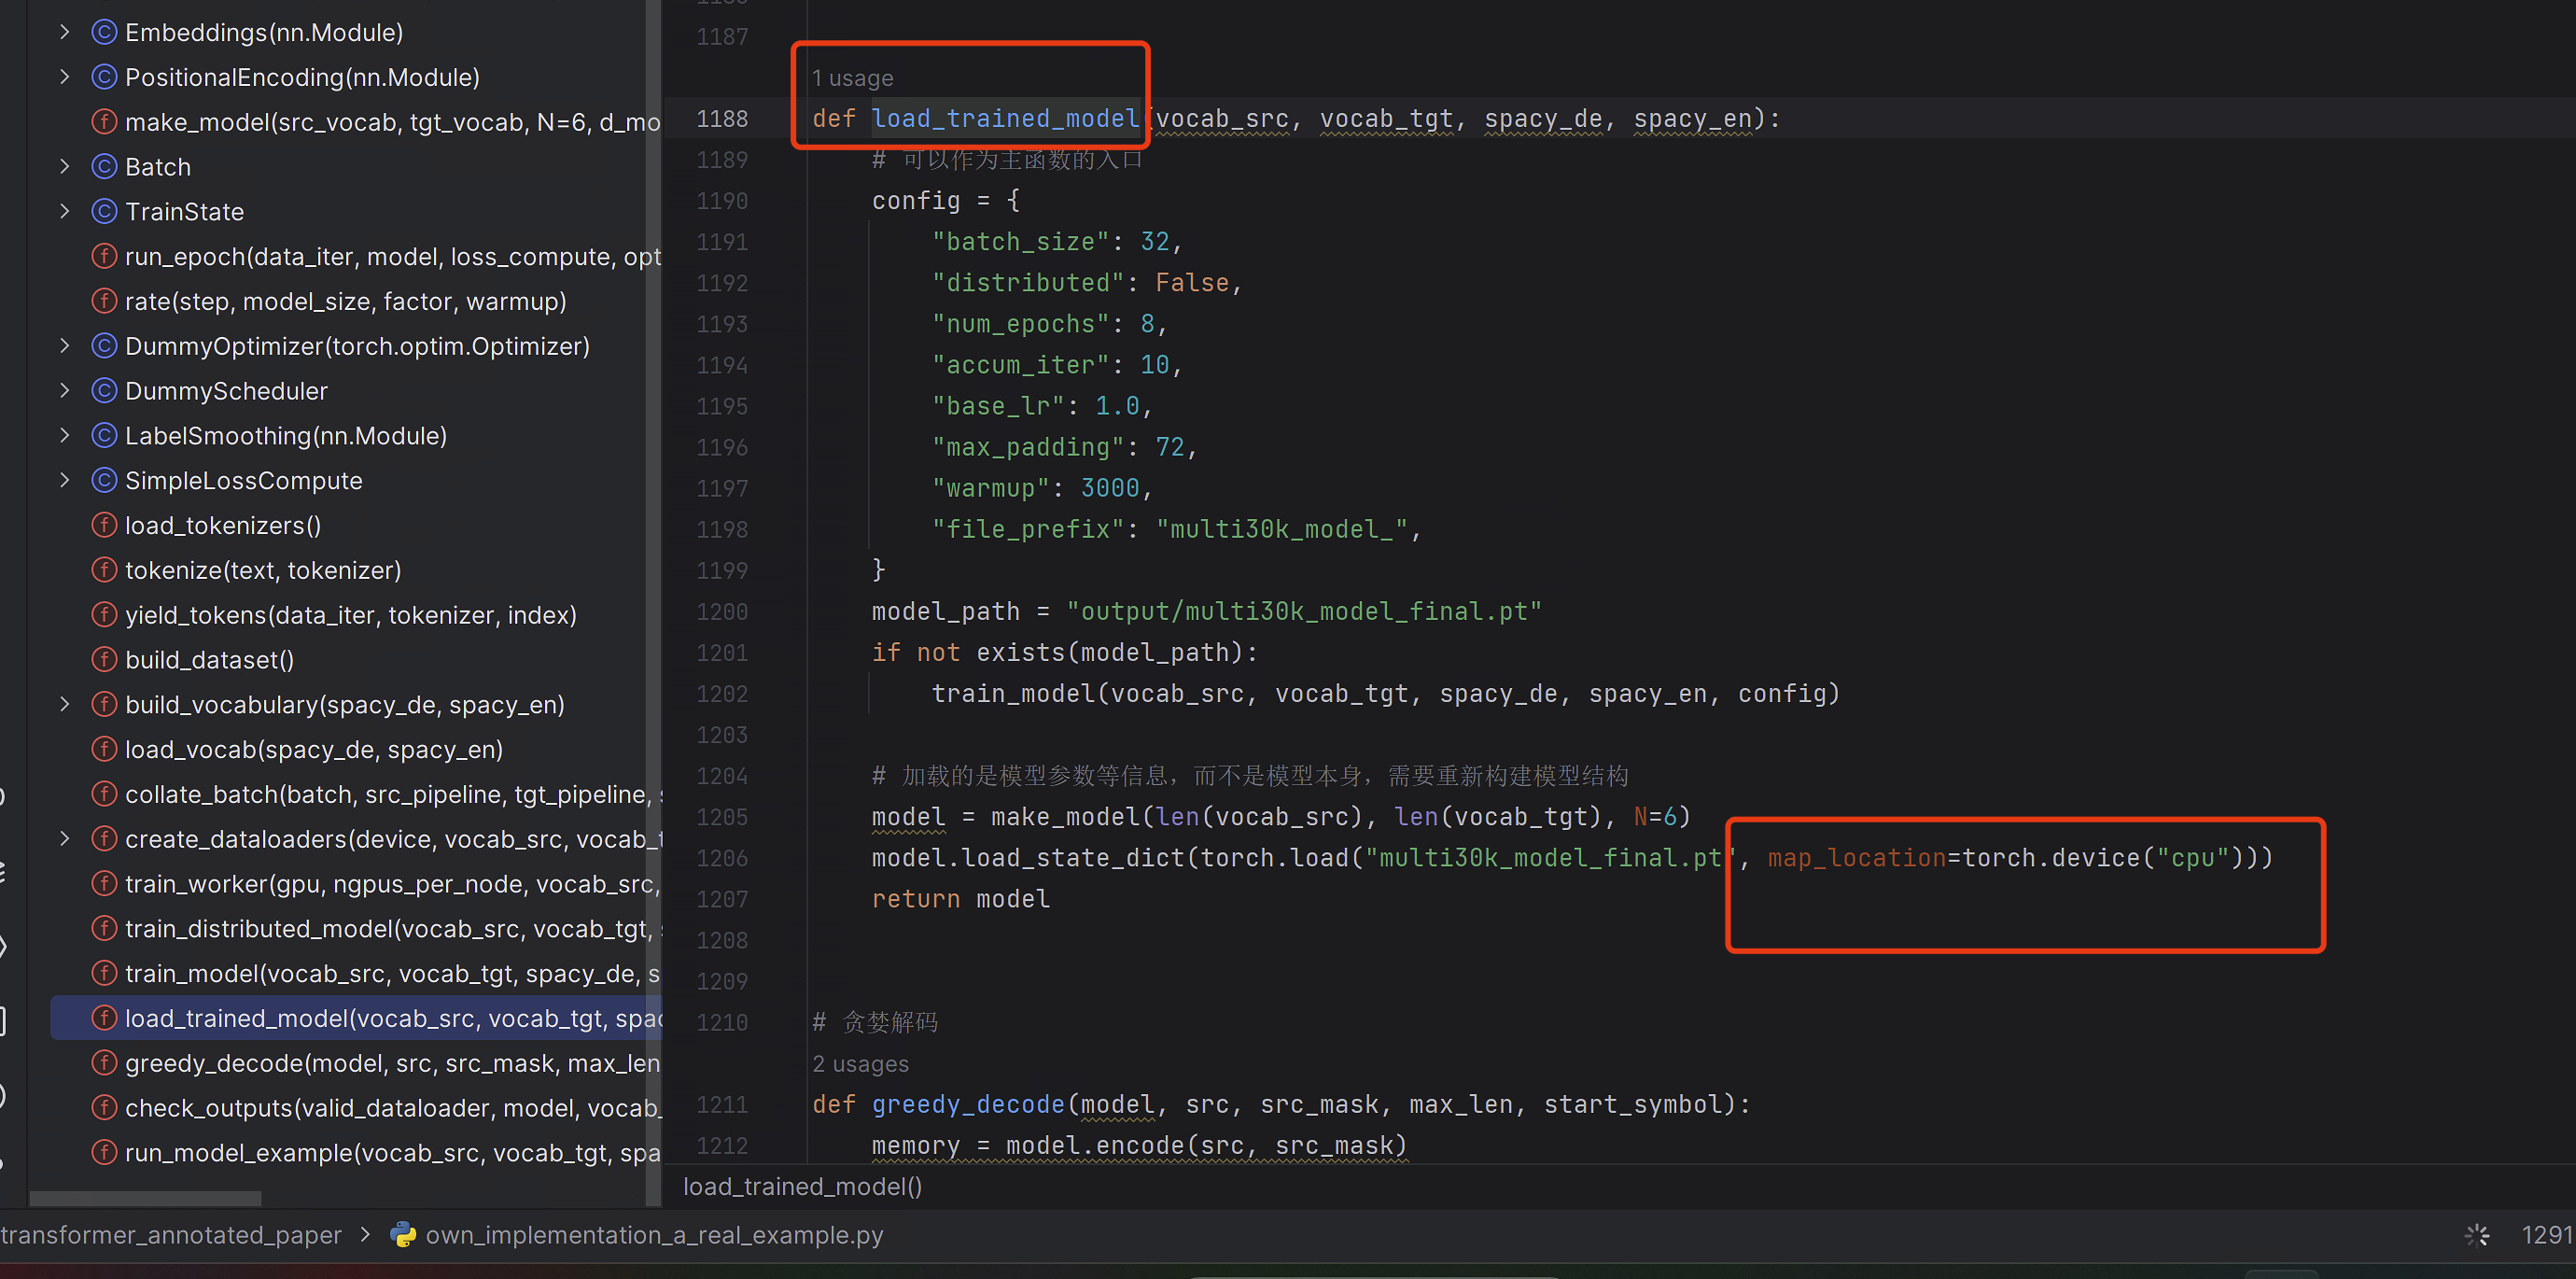 Embeddings(nn.Module)
PositionalEncoding(nn.Module)
make_model(src_vocab, tgt_vocab, N=6, d_mo
Batch
TrainState
run_epoch(data_iter, model, loss_compute, opt
rate(step, model_size, factor, warmup)
DummyOptimizer(torch.optim.Optimizer)
DummyScheduler
LabelSmoothing(nn.Module)
SimpleLossCompute
load_tokenizers()
tokenize(text, tokenizer)
yield_tokens(data_iter, tokenizer, index)
build_dataset()
build_vocabulary(spacy_de, spacy_en)
load_vocab(spacy_de, spacy_en)
collate_batch(batch, src_pipeline, tgt_pipeline, s
create_dataloaders(device, vocab_src, vocab_t
train_worker(gpu, ngpus_per_node, vocab_src,
train_distributed_model(vocab_src, vocab_tgt, s
train_model(vocab_src, vocab_tgt, spacy_de, s
load_trained_model(vocab_src, vocab_tgt, spac
greedy_decode(model, src, src_mask, max_len
check_outputs(valid_dataloader, model, vocab_
run_model_example(vocab_src, vocab_tgt, spa
1187
1 usage
1188 def load_trained_model(vocab_src, vocab_tgt, spacy_de, spacy_en):
1189 # 可以作为主函数的入口
1190 config = {
1191 "batch_size": 32,
1192 "distributed": False,
1193 "num_epochs": 8,
1194 "accum_iter": 10,
1195 "base_lr": 1.0,
1196 "max_padding": 72,
1197 "warmup": 3000,
1198 "file_prefix": "multi30k_model_",
1199 }
1200 model_path = "output/multi30k_model_final.pt"
1201 if not exists(model_path):
1202 train_model(vocab_src, vocab_tgt, spacy_de, spacy_en, config)
1203
1204 # 加载的是模型参数等信息，而不是模型本身，需要重新构建模型结构
1205 model = make_model(len(vocab_src), len(vocab_tgt), N=6)
1206 model.load_state_dict(torch.load("multi30k_model_final.pt", map_location=torch.device("cpu")))
1207 return model
1208
1209
1210 # 贪婪解码
2 usages
1211 def greedy_decode(model, src, src_mask, max_len, start_symbol):
1212 memory = model.encode(src, src_mask)
load_trained_model()
transformer_annotated_paper > own_implementation_a_real_example.py
1291